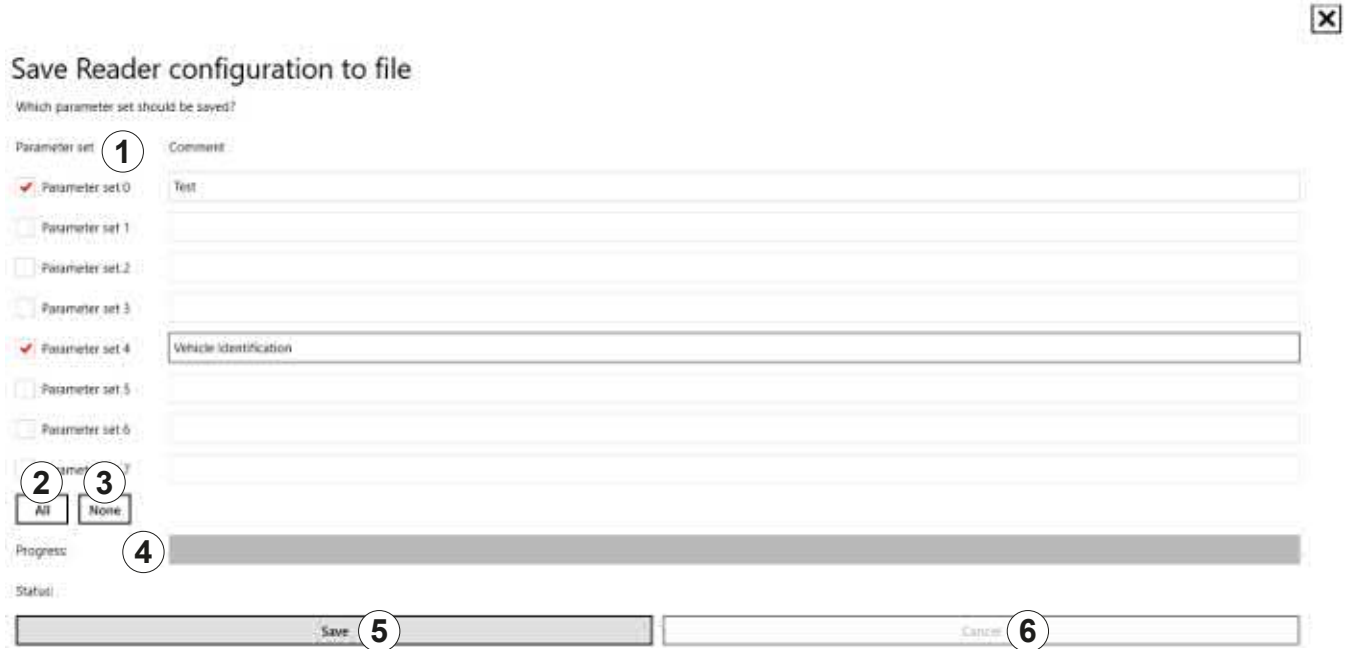 Save Reader configuration to file
Which parameter set should be saved?
Parameter set 1 Comment
Parameter set 0 Test
Parameter set 1
Parameter set 2
Parameter set 3
Parameter set 4 Vehicle Identification
Parameter set 5
Parameter set 6
7
2 3
All None
Progress: 4
Status:
Save 5 Cancel 6